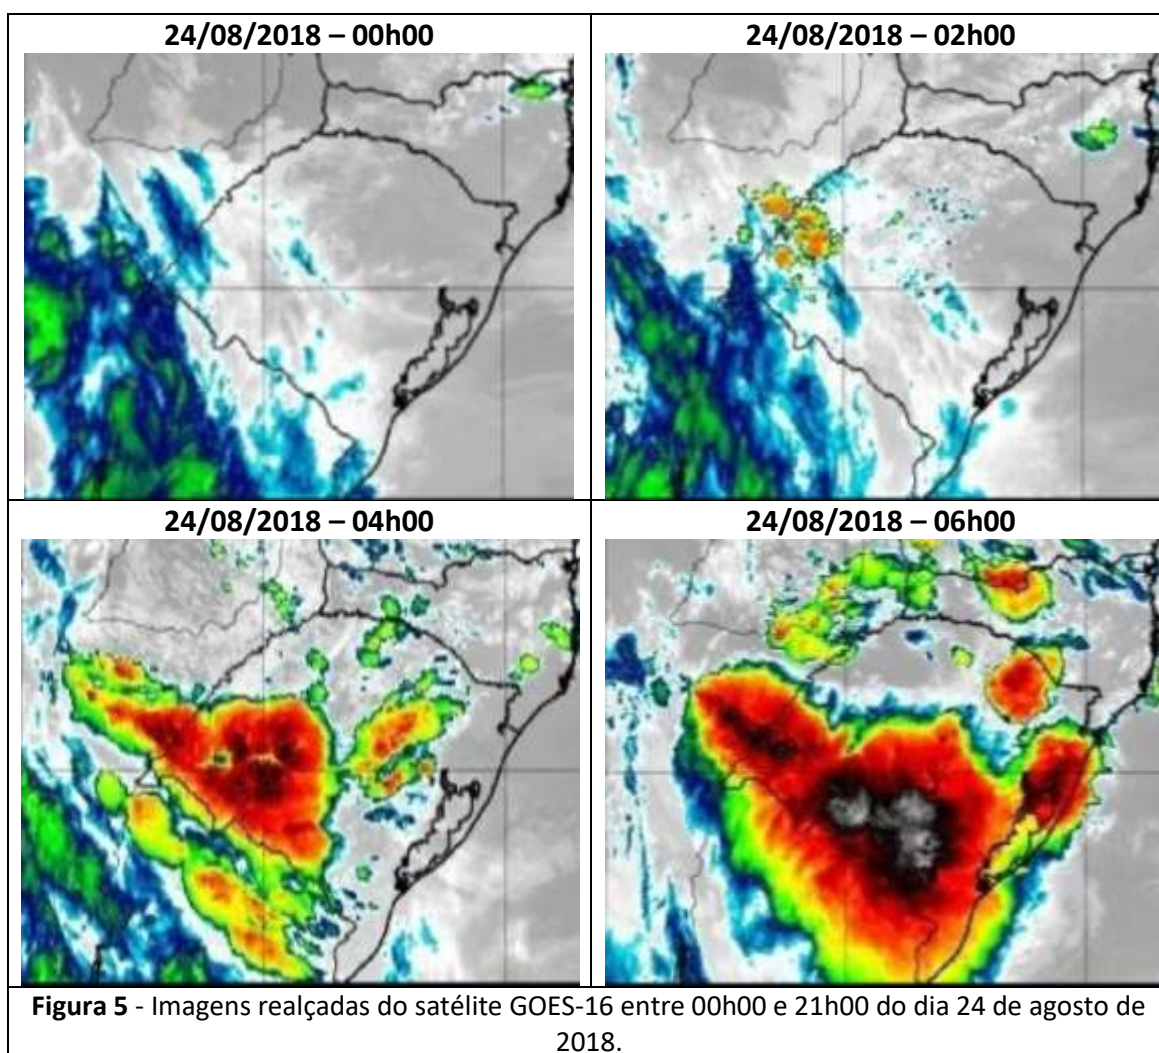 24/08/2018 – 00h00
24/08/2018 – 02h00
24/08/2018 – 04h00
24/08/2018 – 06h00
Figura 5 - Imagens realçadas do satélite GOES-16 entre 00h00 e 21h00 do dia 24 de agosto de
2018.